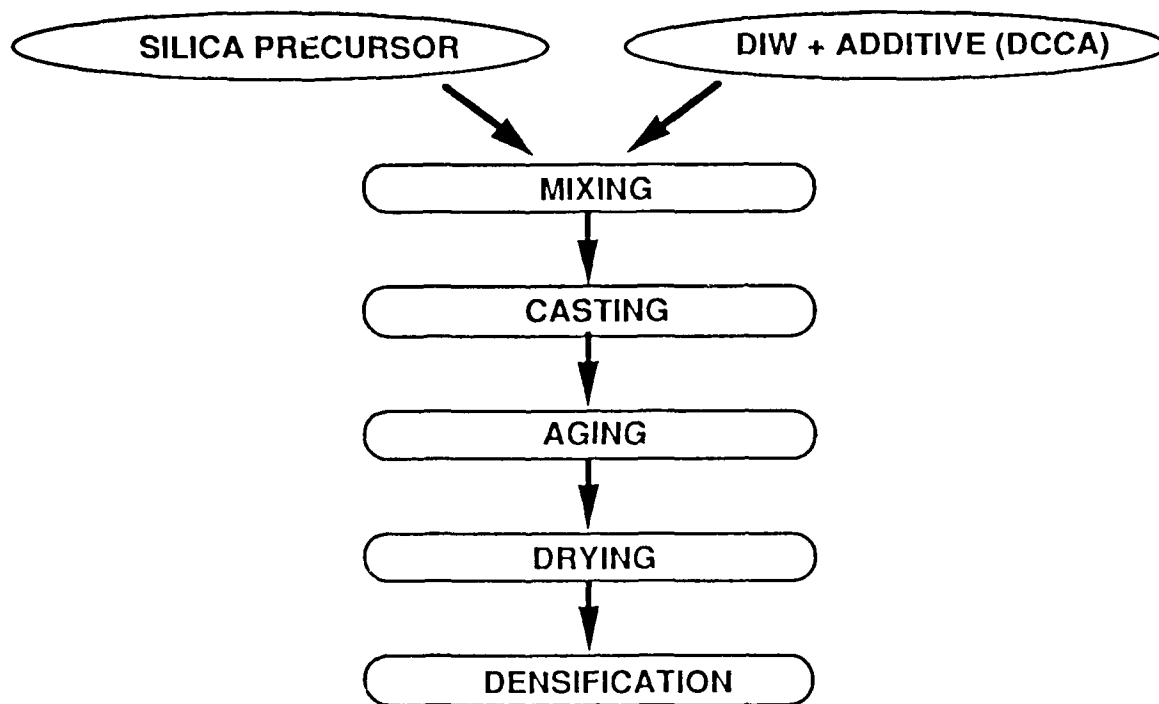 SILICA PRECURSOR
DIW + ADDITIVE (DCCA)
MIXING
CASTING
AGING
DRYING
DENSIFICATION